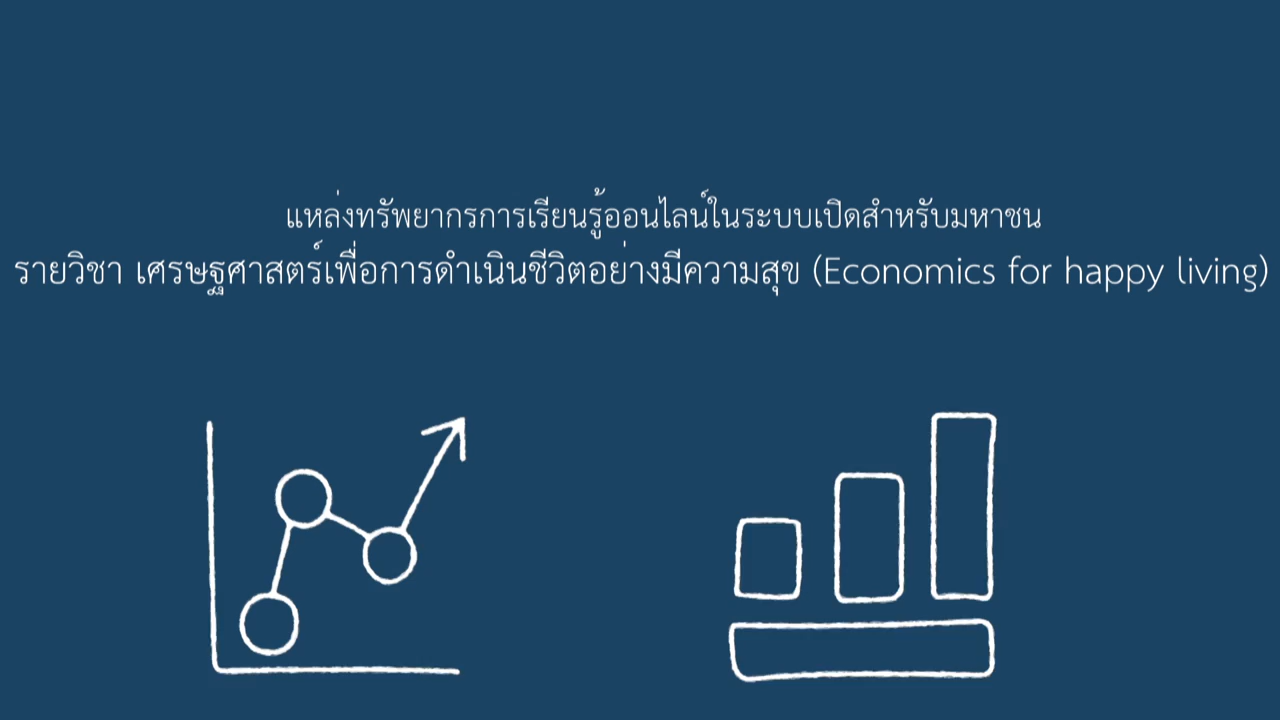 แหล่งทรัพยากรการเรียนรู้ออนไลน์ในระบบเปิดสำหรับมหาชน
รายวิชา เศรษฐศาสตร์เพื่อการดำเนินชีวิตอย่างมีความสุข (Economics for happy living)